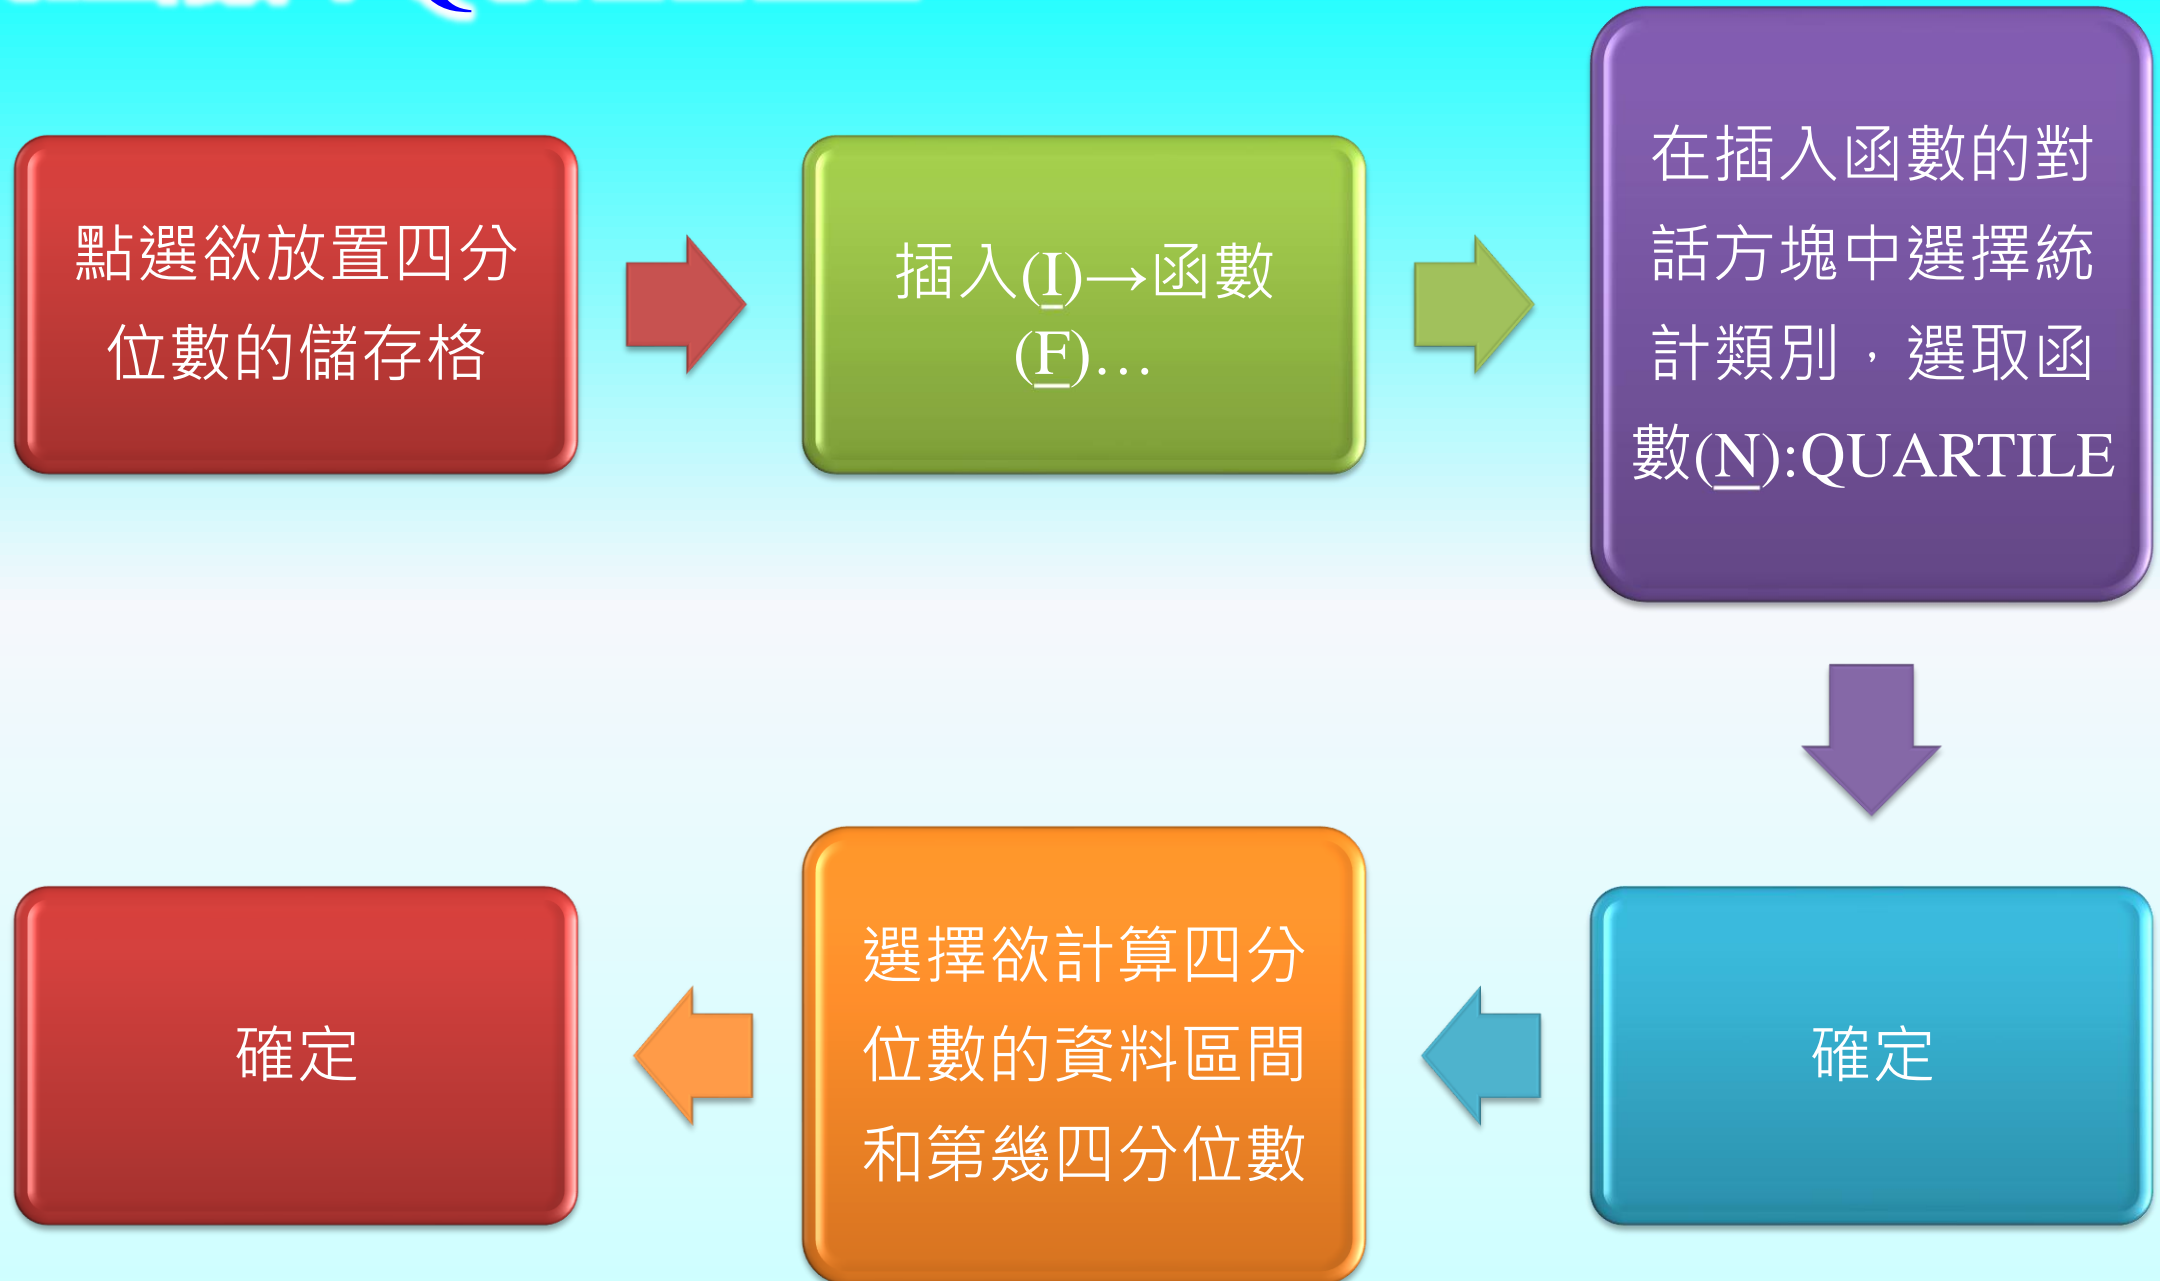 點選欲放置四分
位數的儲存格
插入(I)→函數
(F)…
在插入函數的對
話方塊中選擇統
計類別，選取函
數(N):QUARTILE
確定
選擇欲計算四分
位數的資料區間
和第幾四分位數
確定